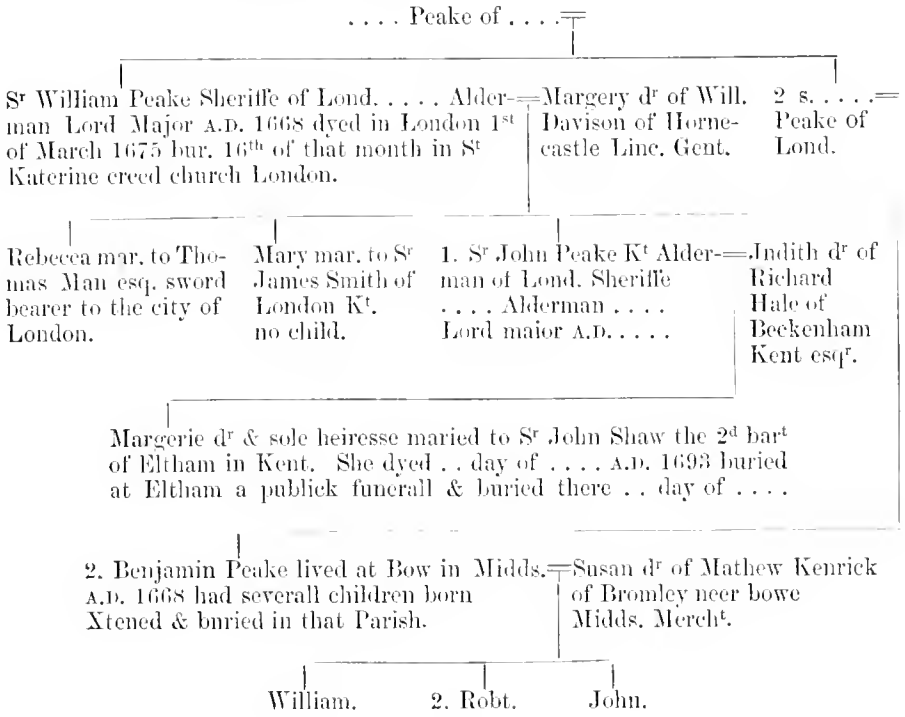 . . . . Peake of . . . .
Sʳ William Peake Sheriffe of Lond. . . . . Alder-
man Lord Major A.D. 1668 dyed in London 1ˢᵗ
of March 1675 bur. 16ᵗʰ of that month in Sᵗ
Katerine creed church London.
Margery dʳ of Will.
Davison of Horne-
castle Linc. Gent.
2 s. . . . .
Peake of
Lond.
Rebecca mar. to Tho-
mas Man esq. sword
bearer to the city of
London.
Mary mar. to Sʳ
James Smith of
London Kᵗ.
no child.
1. Sʳ John Peake Kᵗ Alder-
man of Lond. Sheriffe
. . . . Alderman . . . .
Lord maior A.D. . . . .
Judith dʳ of
Richard
Hale of
Beckenham
Kent esqʳ.
Margerie dʳ & sole heiresse maried to Sʳ John Shaw the 2ᵈ barᵗ
of Eltham in Kent. She dyed . . day of . . . . A.D. 1693 buried
at Eltham a publick funerall & buried there . . day of . . . .
2. Benjamin Peake lived at Bow in Midds.
A.D. 1668 had severall children born
Xtened & buried in that Parish.
Susan dʳ of Mathew Kenrick
of Bromley neer bowe
Midds. Merchᵗ.
William.
2. Robt.
John.